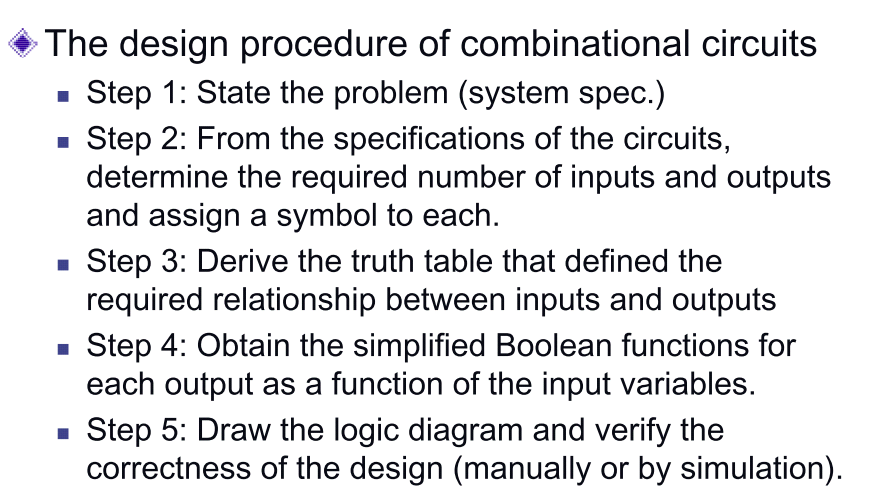 The design procedure of combinational circuits
Step 1: State the problem (system spec.)
Step 2: From the specifications of the circuits,
determine the required number of inputs and outputs
and assign a symbol to each.
Step 3: Derive the truth table that defined the
required relationship between inputs and outputs
Step 4: Obtain the simplified Boolean functions for
each output as a function of the input variables.
Step 5: Draw the logic diagram and verify the
correctness of the design (manually or by simulation).